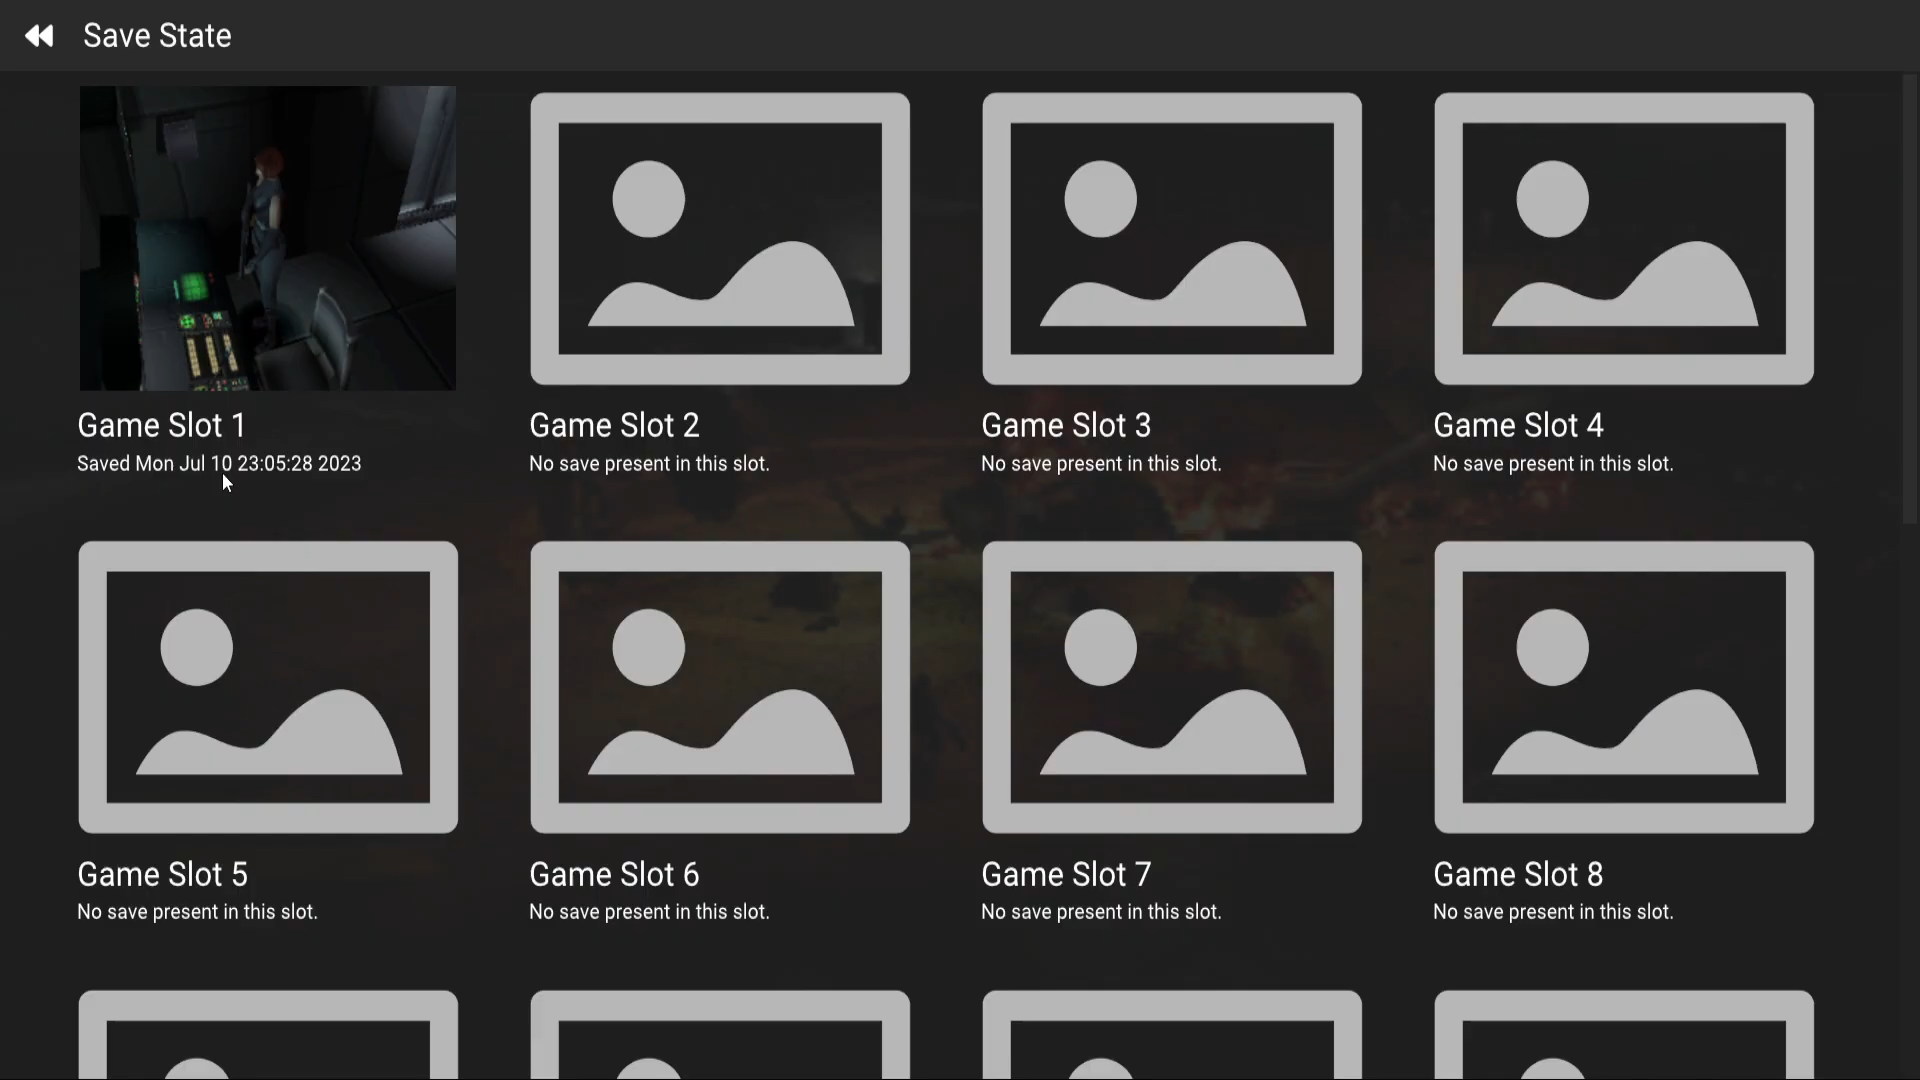 Save State
Game Slot 1
Saved Mon Jul 10 23:05:28 2023
Game Slot 2
No save present in this slot.
Game Slot 3
No save present in this slot.
Game Slot 4
No save present in this slot.
Game Slot 5
No save present in this slot.
Game Slot 6
No save present in this slot.
Game Slot 7
No save present in this slot.
Game Slot 8
No save present in this slot.